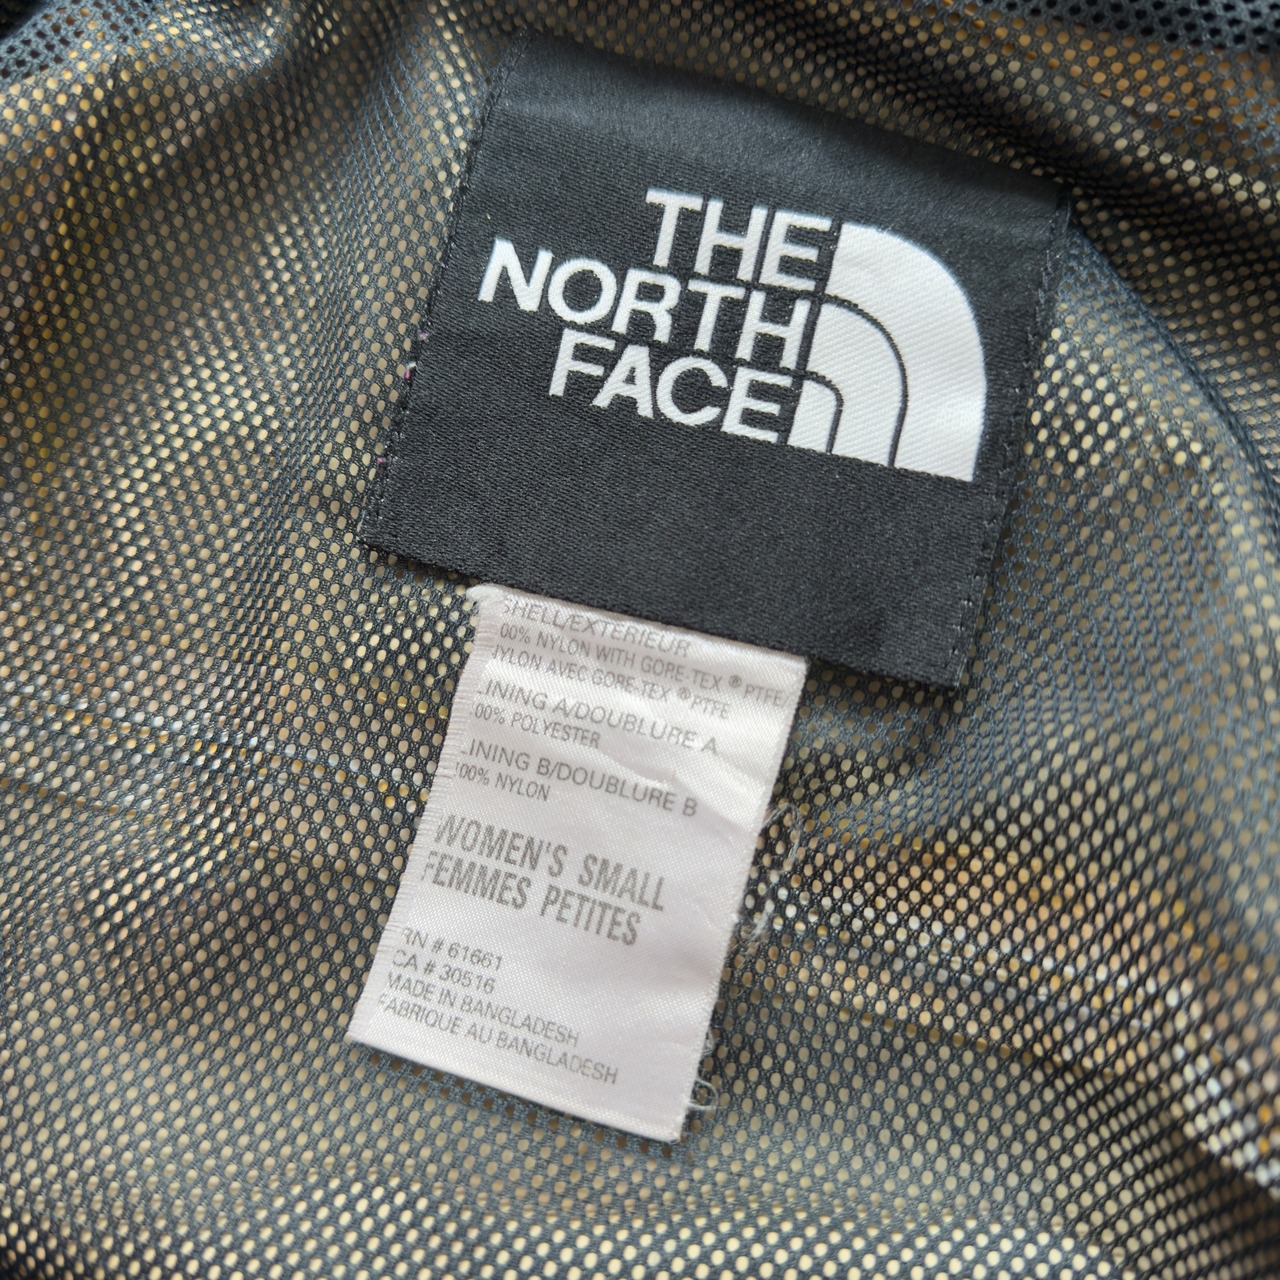 THE
NORTH
FACE
SHELL/EXTERIEUR
00% NYLON WITH GORE-TEX ® PTFE
NYLON AVEC GORE-TEX ® PTFE
LINING A/DOUBLURE A
00% POLYESTER
LINING B/DOUBLURE B
100% NYLON
WOMEN'S SMALL
FEMMES PETITES
RN # 61661
CA # 30516
MADE IN BANGLADESH
FABRIQUE AU BANGLADESH